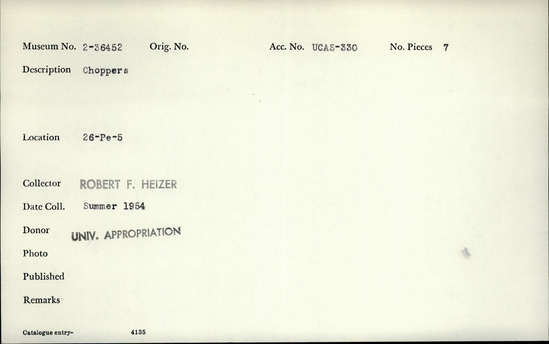 Museum No. 2-36452 Orig. No. Acc. No. UCAS-330 No. Pieces 7
Description Choppers
Location 26-Pe-5
Collector ROBERT F. HEIZER
Date Coll. Summer 1954
Donor UNIV. APPROPRIATION
Photo
Published
Remarks
Catalogue entry- 4135